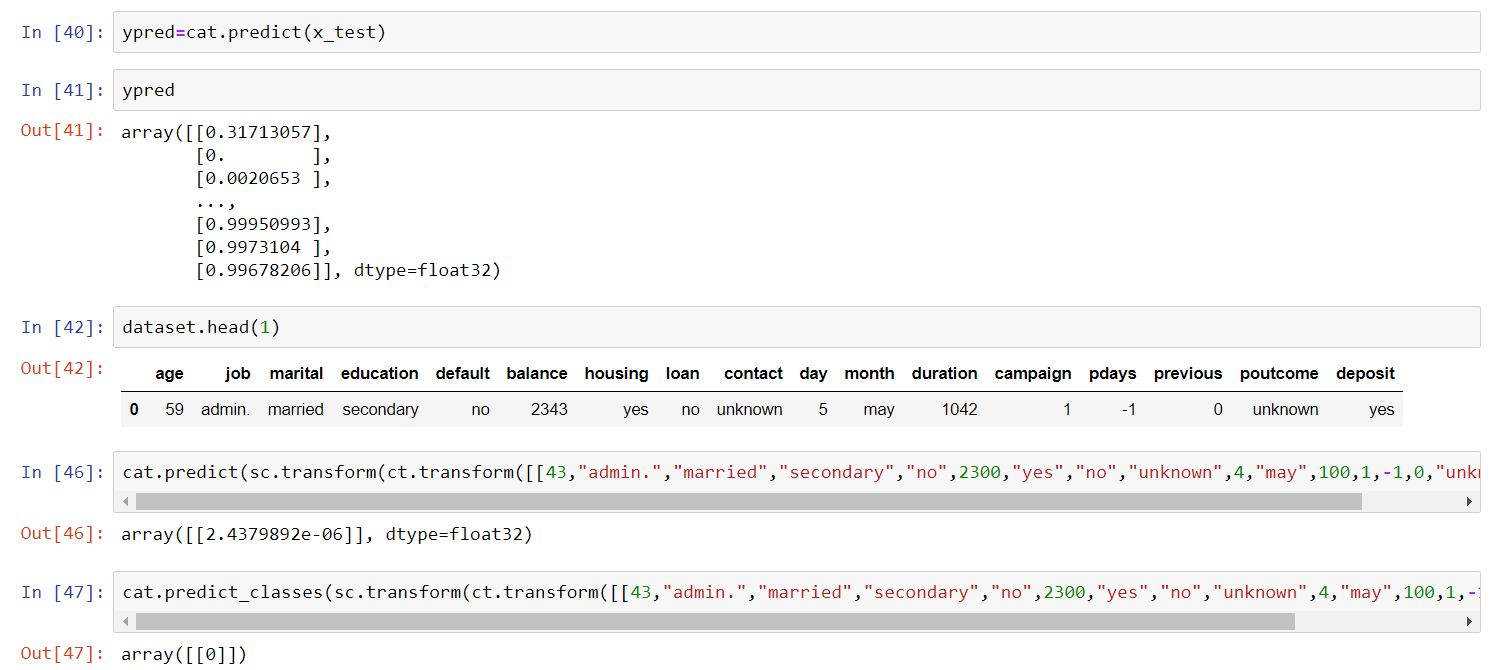 In [40]: ypred=cat.predict(x_test)
In [41]: ypred
Out[41]: array([[0.31713057],
[0. ],
[0.0020653 ],
...,
[0.99950993],
[0.9973104 ],
[0.99678206]], dtype=float32)
In [42]: dataset.head(1)
Out[42]:
age job marital education default balance housing loan contact day month duration campaign pdays previous poutcome deposit
0 59 admin. married secondary no 2343 yes no unknown 5 may 1042 1 -1 0 unknown yes
In [46]: cat.predict(sc.transform(ct.transform([[43,"admin.","married","secondary","no",2300,"yes","no","unknown",4,"may",100,1,-1,0,"unk
Out[46]: array([[2.4379892e-06]], dtype=float32)
In [47]: cat.predict_classes(sc.transform(ct.transform([[43,"admin.","married","secondary","no",2300,"yes","no","unknown",4,"may",100,1,-
Out[47]: array([[0]])